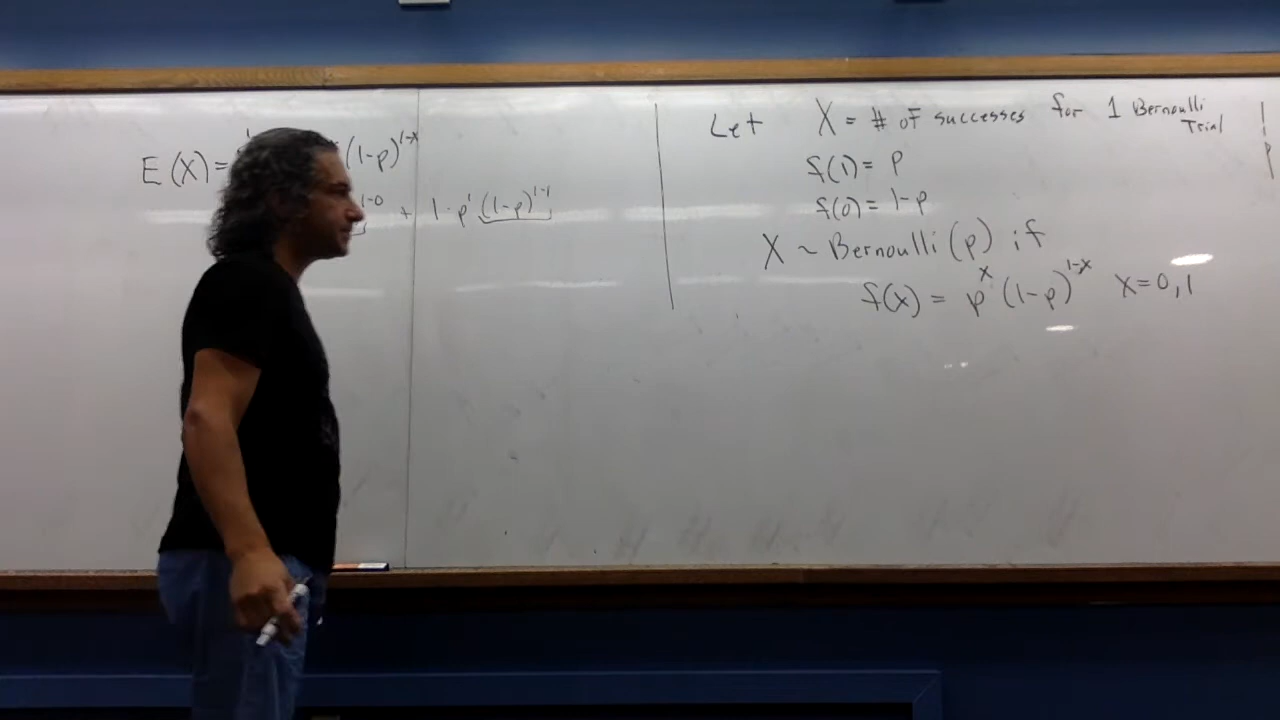 E(X)= (1-p)^{1-x}
1-0 + 1·p^1 (1-p)^{1-1}
Let X = # of successes for 1 Bernoulli Trial
f(1) = p
f(0) = 1-p
X ~ Bernoulli (p) if
f(x) = p^x (1-p)^{1-x} x=0,1